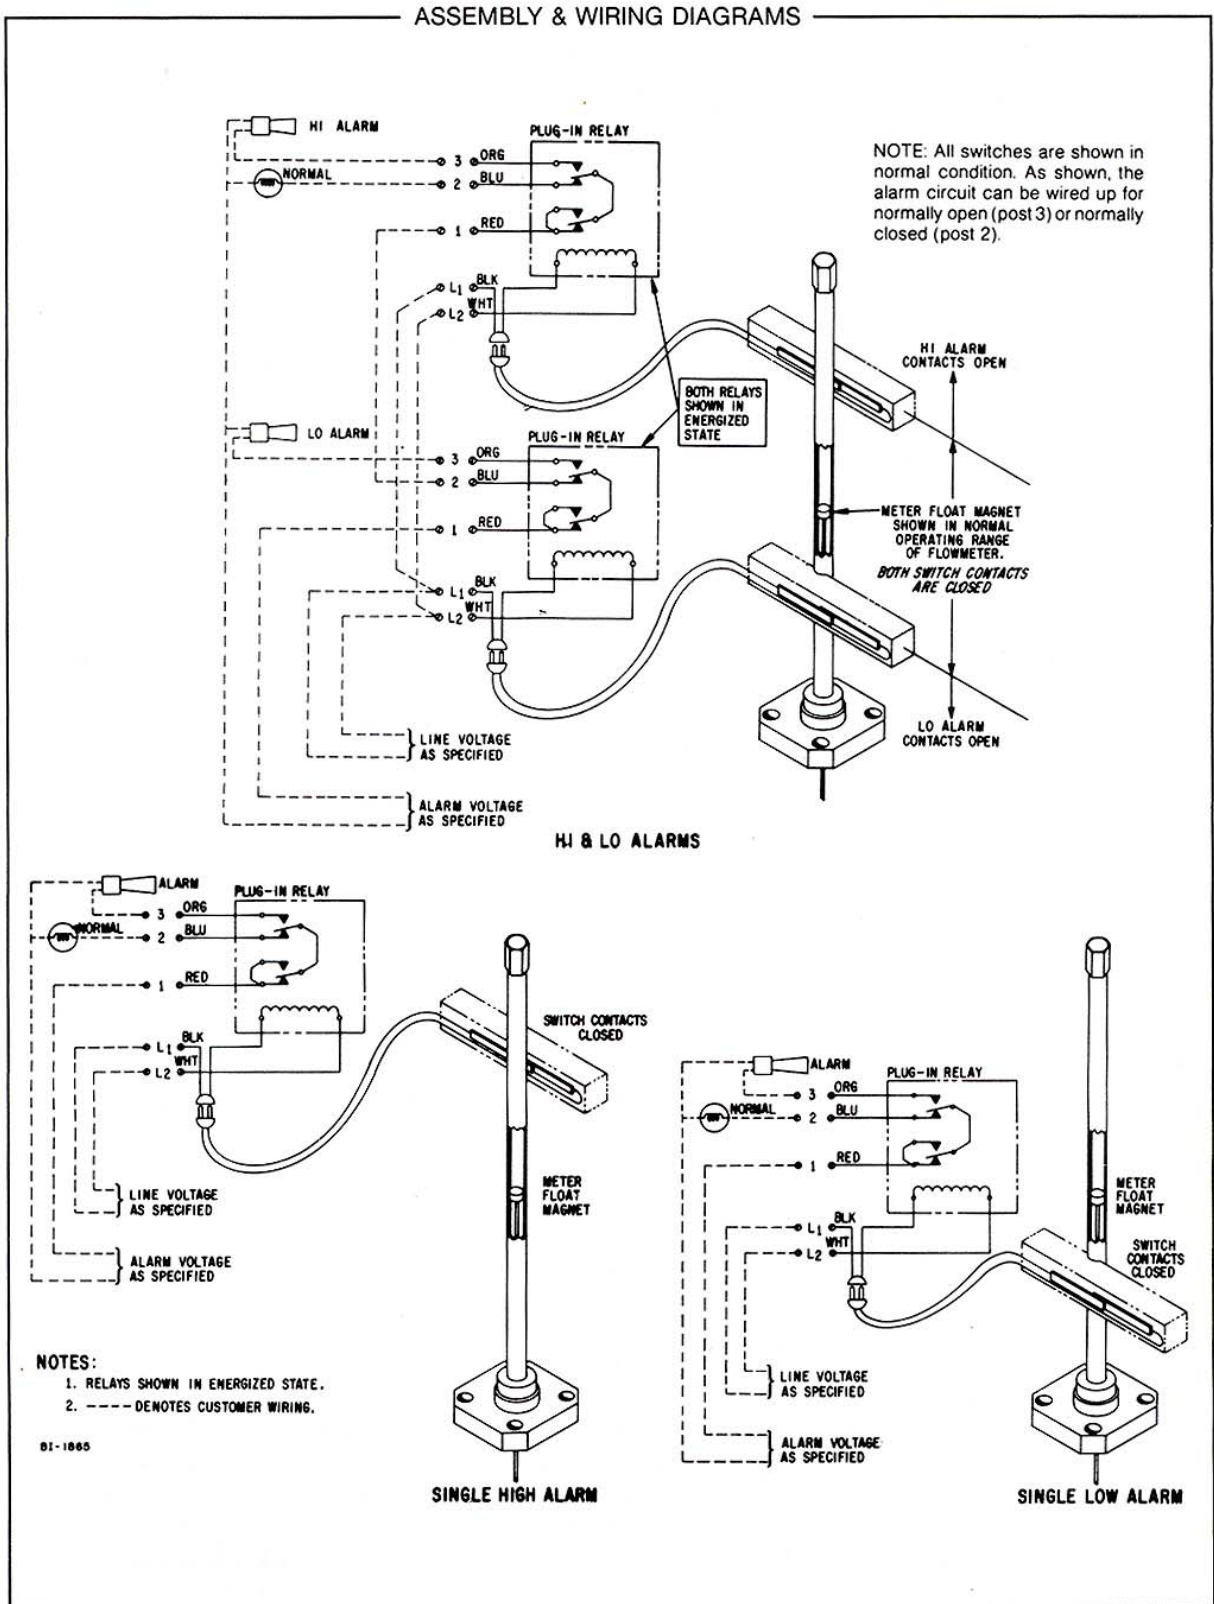 ASSEMBLY & WIRING DIAGRAMS
HI ALARM
NORMAL
3 ORG
2 BLU
1 RED
L1 BLK
L2 WHT
PLUG-IN RELAY
NOTE: All switches are shown in
normal condition. As shown, the
alarm circuit can be wired up for
normally open (post 3) or normally
closed (post 2).
HI ALARM
CONTACTS OPEN
BOTH RELAYS
SHOWN IN
ENERGIZED
STATE
LO ALARM
PLUG-IN RELAY
3 ORG
2 BLU
1 RED
L1 BLK
L2 WHT
METER FLOAT MAGNET
SHOWN IN NORMAL
OPERATING RANGE
OF FLOWMETER.
BOTH SWITCH CONTACTS
ARE CLOSED
LO ALARM
CONTACTS OPEN
LINE VOLTAGE
AS SPECIFIED
ALARM VOLTAGE
AS SPECIFIED
HI & LO ALARMS
ALARM
NORMAL
3 ORG
2 BLU
1 RED
L1 BLK
L2 WHT
PLUG-IN RELAY
SWITCH CONTACTS
CLOSED
METER
FLOAT
MAGNET
LINE VOLTAGE
AS SPECIFIED
ALARM VOLTAGE
AS SPECIFIED
SINGLE HIGH ALARM
ALARM
NORMAL
3 ORG
2 BLU
1 RED
L1 BLK
L2 WHT
PLUG-IN RELAY
METER
FLOAT
MAGNET
SWITCH
CONTACTS
CLOSED
LINE VOLTAGE
AS SPECIFIED
ALARM VOLTAGE
AS SPECIFIED
SINGLE LOW ALARM
NOTES:
1. RELAYS SHOWN IN ENERGIZED STATE.
2. ---- DENOTES CUSTOMER WIRING.
BI-1865